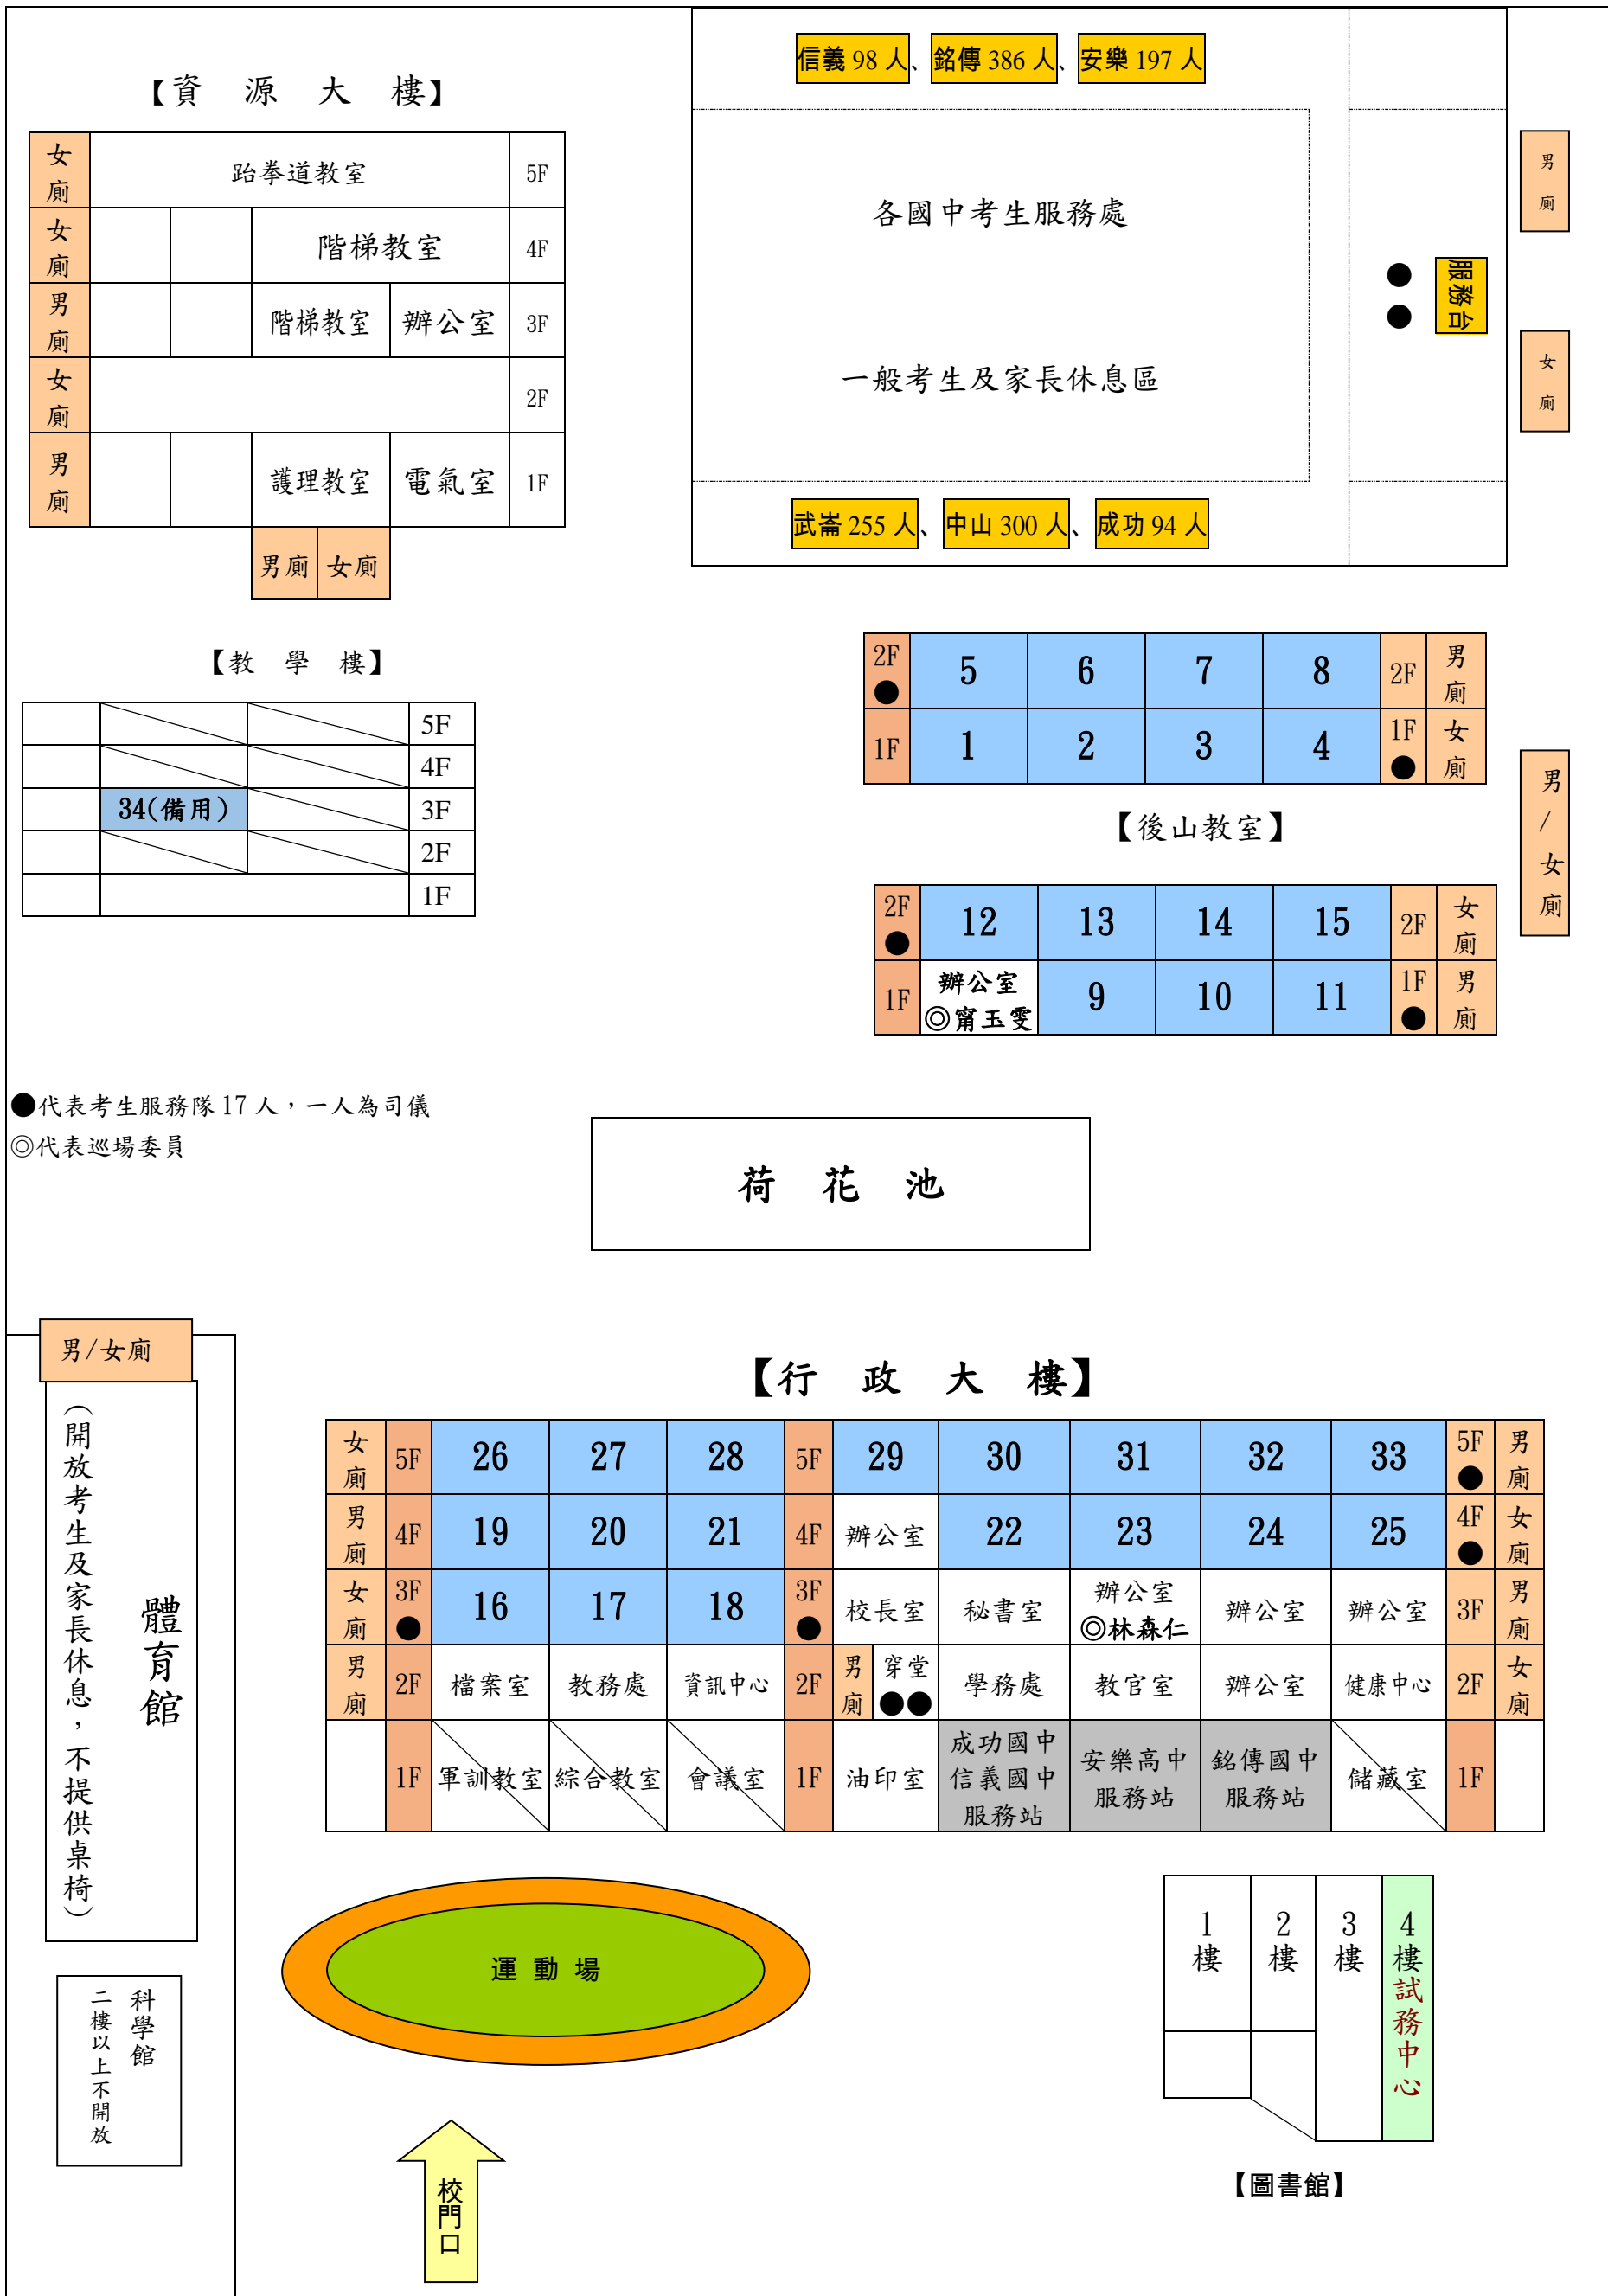 【資 源 大 樓】
女廁 跆拳道教室 5F
女廁 階梯教室 4F
男廁 階梯教室 辦公室 3F
女廁 2F
男廁 護理教室 電氣室 1F
男廁 女廁
信義 98 人、銘傳 386 人、安樂 197 人
各國中考生服務處
一般考生及家長休息區
武崙 255 人、中山 300 人、成功 94 人
●
●
服務台
男廁
女廁
【教 學 樓】
5F
4F
34(備用) 3F
2F
1F
2F ● 5 6 7 8 2F 男廁
1F 1 2 3 4 1F ● 女廁
【後山教室】
男/女廁
2F ● 12 13 14 15 2F 女廁
1F 辦公室 ◎甯玉雯 9 10 11 1F ● 男廁
●代表考生服務隊 17 人，一人為司儀
◎代表巡場委員
荷 花 池
男/女廁
體育館
（開放考生及家長休息，不提供桌椅）
科學館
二樓以上不開放
【行 政 大 樓】
女廁 5F 26 27 28 5F 29 30 31 32 33 5F ● 男廁
男廁 4F 19 20 21 4F 辦公室 22 23 24 25 4F ● 女廁
女廁 3F ● 16 17 18 3F ● 校長室 秘書室 辦公室 ◎林森仁 辦公室 辦公室 3F 男廁
男廁 2F 檔案室 教務處 資訊中心 2F 男廁 穿堂 ●● 學務處 教官室 辦公室 健康中心 2F 女廁
1F 軍訓教室 綜合教室 會議室 1F 油印室 成功國中 信義國中 服務站 安樂高中 服務站 銘傳國中 服務站 儲藏室 1F
運 動 場
校門口
1樓
2樓
3樓
4樓試務中心
【圖書館】